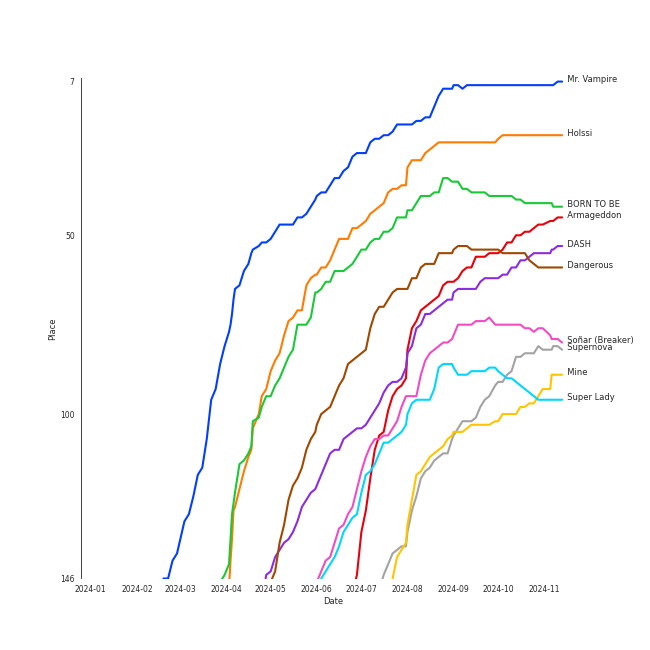 7
50
100
146
Place
2024-01 2024-02 2024-03 2024-04 2024-05 2024-06 2024-07 2024-08 2024-09 2024-10 2024-11
Date
Mr. Vampire
Holssi
BORN TO BE
Armageddon
DASH
Dangerous
Soñar (Breaker)
Supernova
Mine
Super Lady